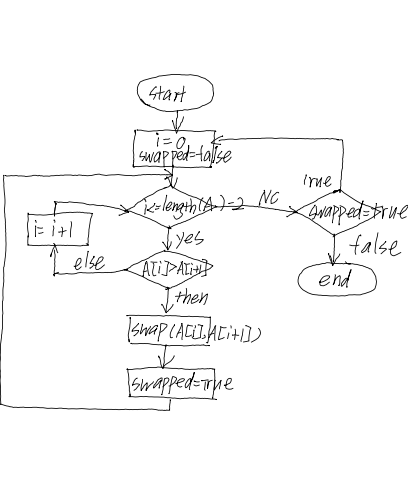 start
i=0
swapped=false
i<=length(A)-2
NO
True
swapped=true
false
end
i=i+1
yes
else
A[i]>A[i+1]
then
swap(A[i],A[i+1])
swapped=True